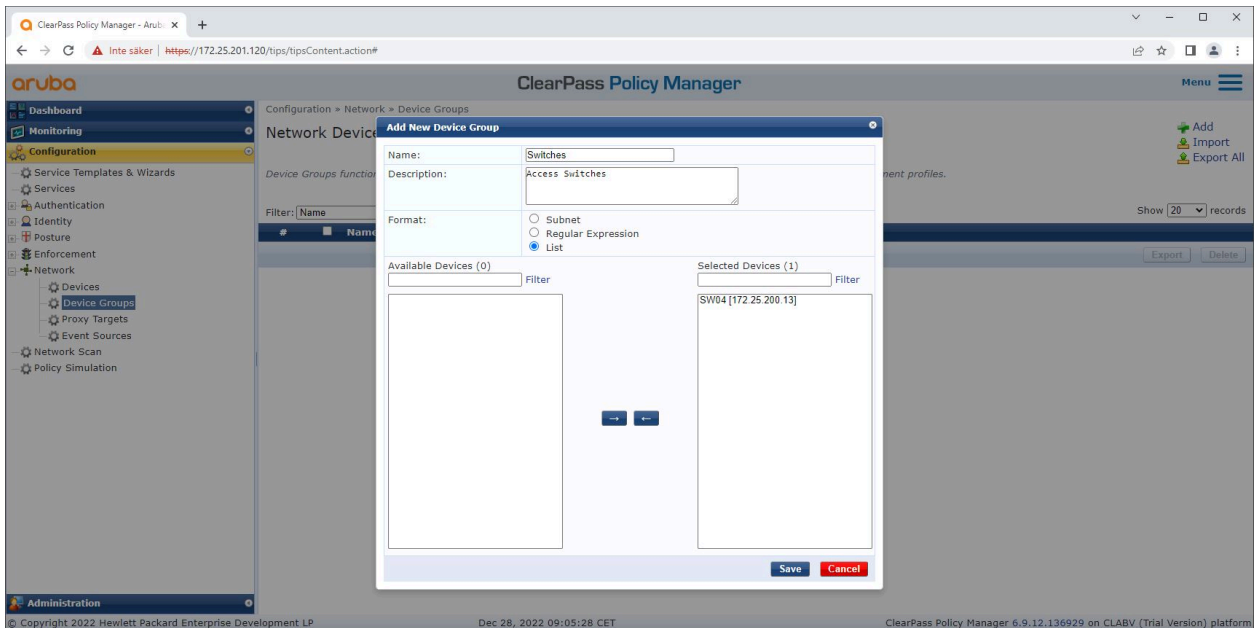 ClearPass Policy Manager - Arub
Inte säker | https://172.25.201.120/tips/tipsContent.action#
aruba
ClearPass Policy Manager
Menu
Dashboard
Monitoring
Configuration
Service Templates & Wizards
Services
Authentication
Identity
Posture
Enforcement
Network
Devices
Device Groups
Proxy Targets
Event Sources
Network Scan
Policy Simulation
Administration
Configuration » Network » Device Groups
Network Device
Add
Import
Export All
Device Groups function
nent profiles.
Filter: Name
Show 20 records
# Name
Export Delete
Add New Device Group
Name: Switches
Description: Access Switches
Format: Subnet
Regular Expression
List
Available Devices (0)
Filter
Selected Devices (1)
Filter
SW04 [172.25.200.13]
Save Cancel
© Copyright 2022 Hewlett Packard Enterprise Development LP
Dec 28, 2022 09:05:28 CET
ClearPass Policy Manager 6.9.12.136929 on CLABV (Trial Version) platform